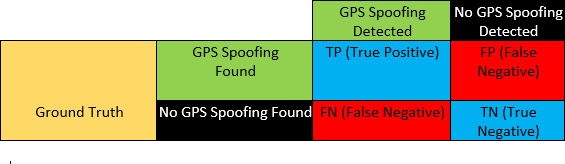 GPS Spoofing
Detected
No GPS Spoofing
Detected
Ground Truth
GPS Spoofing
Found
TP (True Positive)
FP (False
Negative)
No GPS Spoofing Found
FN (False Negative)
TN (True
Negative)